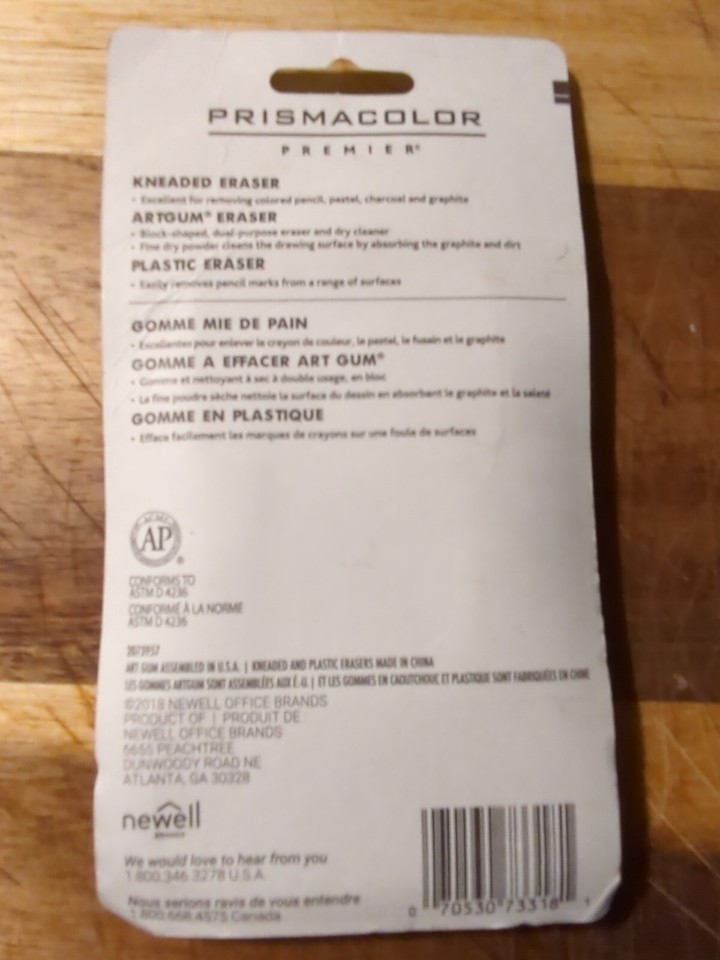 PRISMACOLOR
PREMIER®
KNEADED ERASER
• Excellent for removing colored pencil, pastel, charcoal and graphite
ARTGUM® ERASER
• Block-shaped, dual-purpose eraser and dry cleaner
• Fine dry powder cleans the drawing surface by absorbing the graphite and dirt
PLASTIC ERASER
• Easily removes pencil marks from a range of surfaces
GOMME MIE DE PAIN
• Excellentes pour enlever le crayon de couleur, le pastel, le fusain et le graphite
GOMME A EFFACER ART GUM®
• Gomme et nettoyant à sec à double usage, en bloc
• La fine poudre sèche nettoie la surface du dessin en absorbent le graphite et la saleté
GOMME EN PLASTIQUE
• Efface facilement les marques de crayons sur une foule de surfaces
ACMI
AP
®
CONFORMS TO
ASTM D 4236
CONFORMÉ À LA NORME
ASTM D 4236
2073957
ART GUM ASSEMBLED IN U.S.A. | KNEADED AND PLASTIC ERASERS MADE IN CHINA
LES GOMMES ARTGUM SONT ASSEMBLÉES AUX É.-U. | ET LES GOMMES EN CAOUTCHOUC ET PLASTIQUE SONT FABRIQUÉES EN CHINE
©2018 NEWELL OFFICE BRANDS
PRODUCT OF | PRODUIT DE
NEWELL OFFICE BRANDS
6655 PEACHTREE
DUNWOODY ROAD NE
ATLANTA, GA 30328
newell
We would love to hear from you
1.800.346.3278 U.S.A.
Nous serions ravis de vous entendre
1.800.668.4575 Canada
0 70530 73318 1